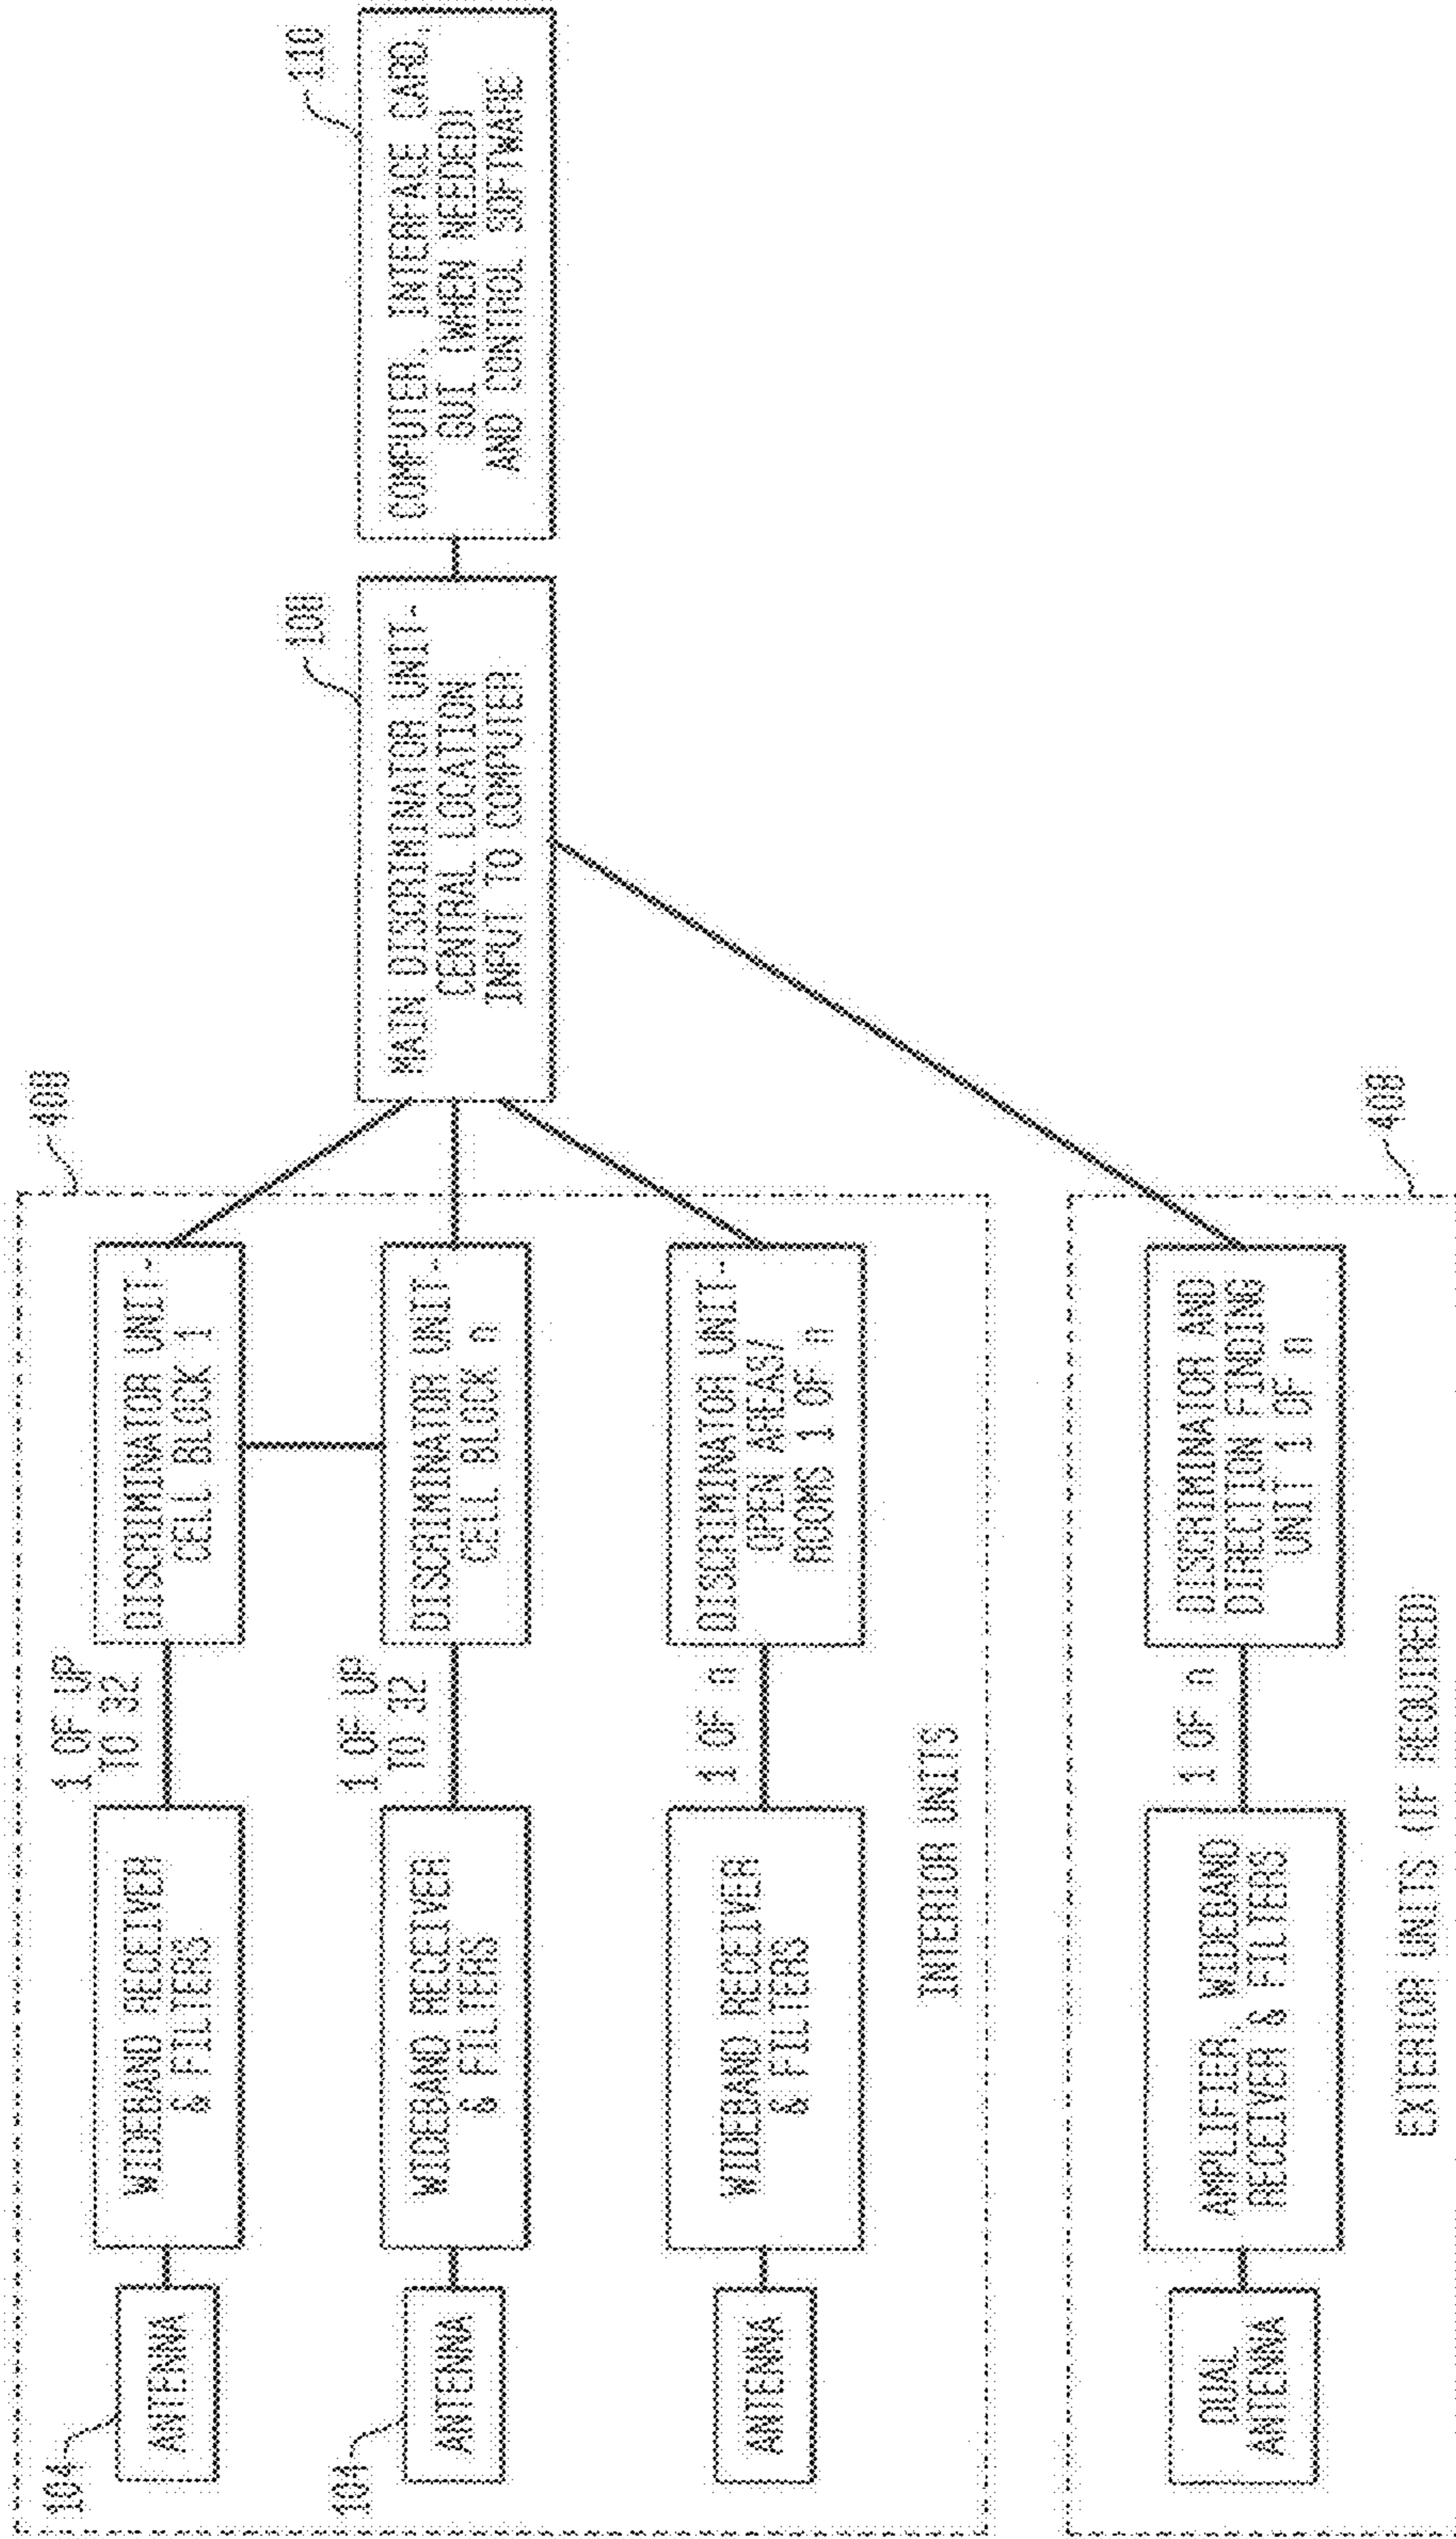 104
ANTENNA
WIDEBAND RECEIVER
& FILTERS
1 OF UP
TO 32
DISCRIMINATOR UNIT-
CELL BLOCK 1
408
104
ANTENNA
WIDEBAND RECEIVER
& FILTERS
1 OF UP
TO 32
DISCRIMINATOR UNIT-
CELL BLOCK n
108
MAIN DISCRIMINATOR UNIT-
CENTRAL LOCATION
INPUT TO COMPUTER
110
COMPUTER, INTERFACE CARD,
GUI (WHEN NEEDED)
AND CONTROL SOFTWARE
ANTENNA
WIDEBAND RECEIVER
& FILTERS
1 OF n
DISCRIMINATOR UNIT-
OPEN AREAS/
ROOMS 1 OF n
INTERIOR UNITS
DUAL
ANTENNA
AMPLIFIER, WIDEBAND
RECEIVER & FILTERS
1 OF n
DISCRIMINATOR AND
DIRECTION FINDING
UNIT 1 OF n
408
EXTERIOR UNITS (IF REQUIRED)